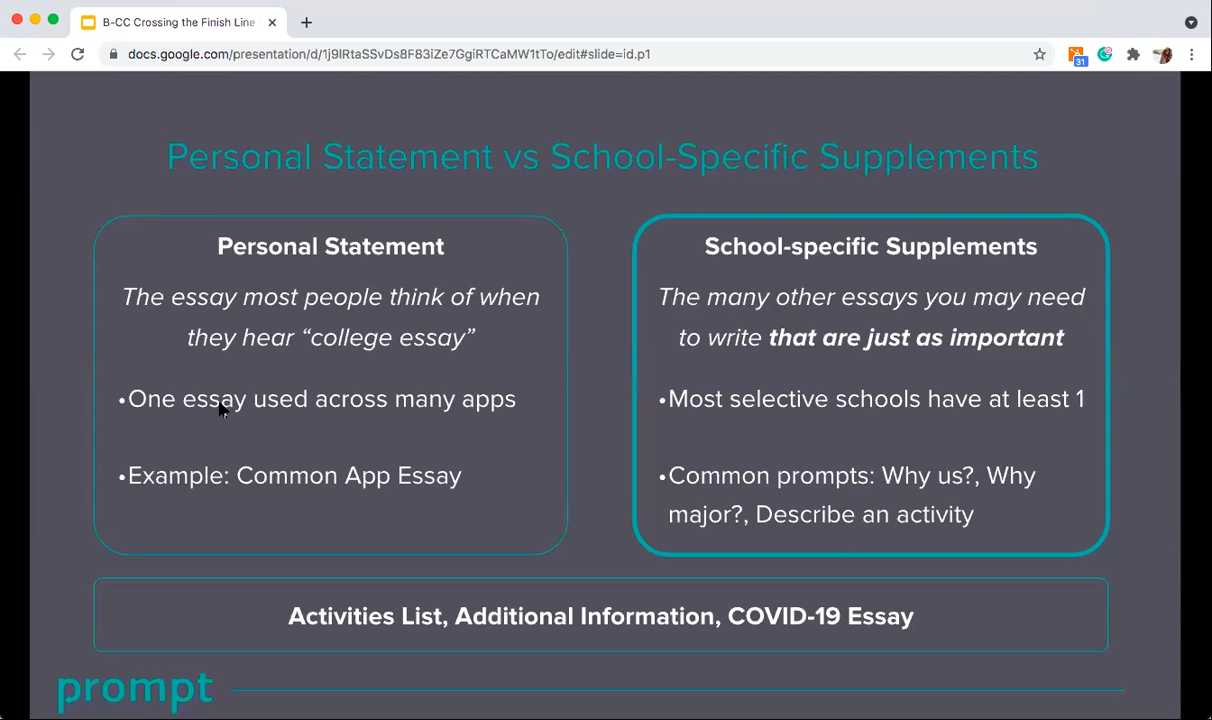 B-CC Crossing the Finish Line
docs.google.com/presentation/d/1j9lRtaSSvDs8F83iZe7GgiRTCaMW1tTo/edit#slide=id.p1
31
Personal Statement vs School-Specific Supplements
Personal Statement
The essay most people think of when
they hear “college essay”
•One essay used across many apps
•Example: Common App Essay
School-specific Supplements
The many other essays you may need
to write that are just as important
•Most selective schools have at least 1
•Common prompts: Why us?, Why
major?, Describe an activity
Activities List, Additional Information, COVID-19 Essay
prompt